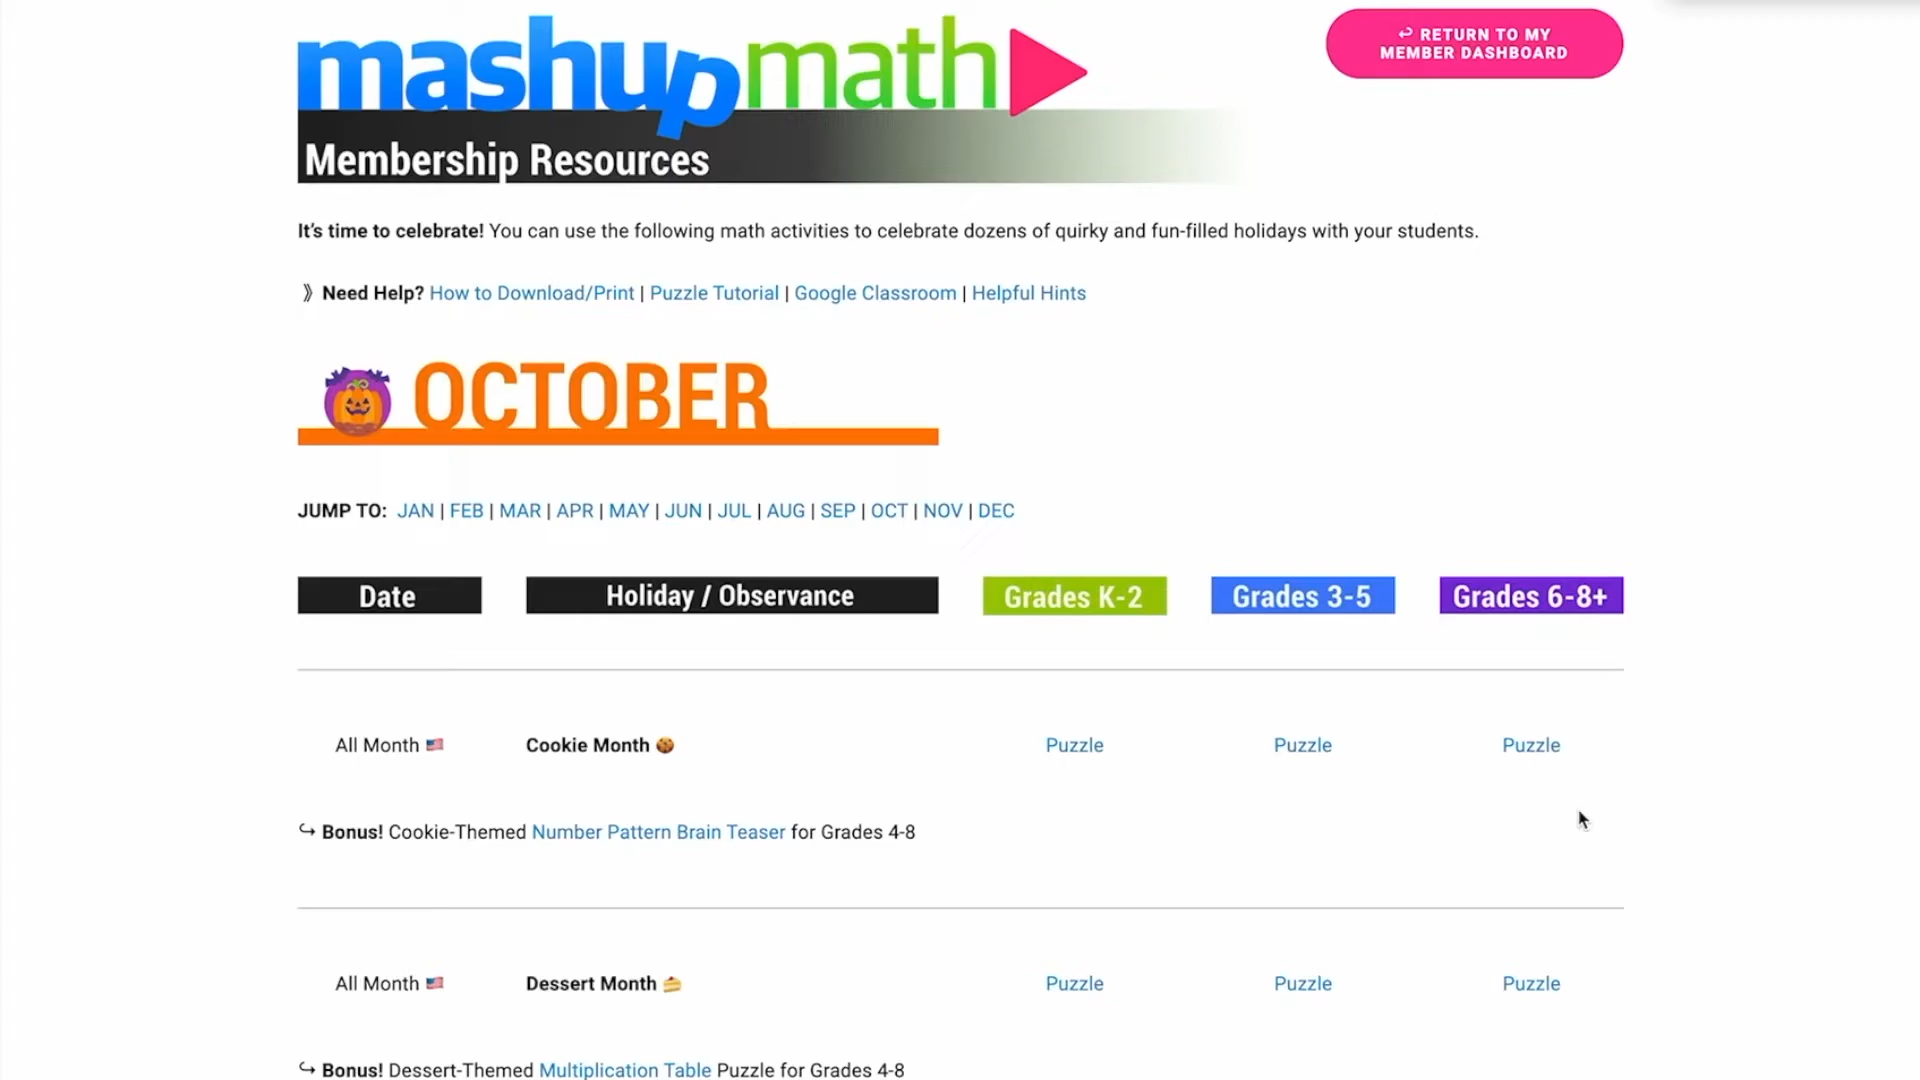 mashupmath
↩ RETURN TO MY
MEMBER DASHBOARD
Membership Resources
It's time to celebrate! You can use the following math activities to celebrate dozens of quirky and fun-filled holidays with your students.
⟫ Need Help? How to Download/Print | Puzzle Tutorial | Google Classroom | Helpful Hints
OCTOBER
JUMP TO: JAN | FEB | MAR | APR | MAY | JUN | JUL | AUG | SEP | OCT | NOV | DEC
Date Holiday / Observance Grades K-2 Grades 3-5 Grades 6-8+
All Month 🇺🇸 Cookie Month 🍪 Puzzle Puzzle Puzzle
↪ Bonus! Cookie-Themed Number Pattern Brain Teaser for Grades 4-8
All Month 🇺🇸 Dessert Month 🍰 Puzzle Puzzle Puzzle
↪ Bonus! Dessert-Themed Multiplication Table Puzzle for Grades 4-8